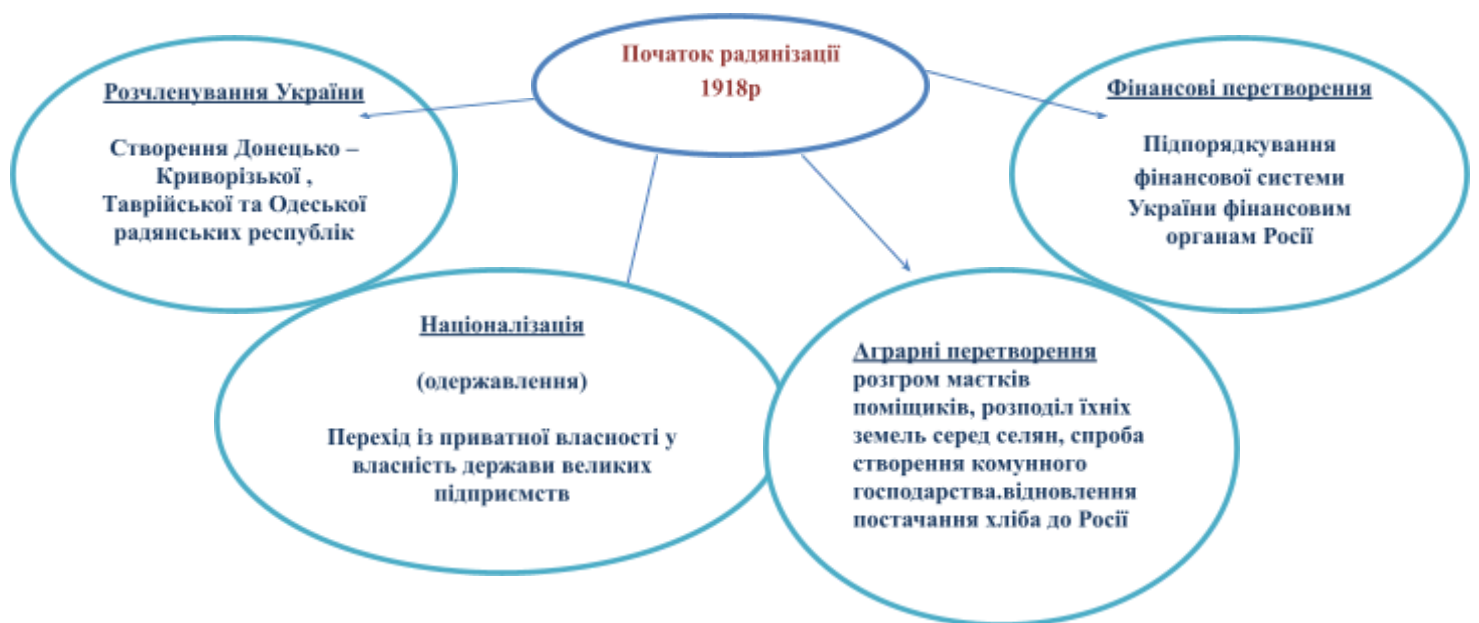 Початок радянізації
1918р
Розчленування України
Створення Донецько –
Криворізької ,
Таврійської та Одеської
радянських республік
Фінансові перетворення
Підпорядкування
фінансової системи
України фінансовим
органам Росії
Націоналізація
(одержавлення)
Перехід із приватної власності у
власність держави великих
підприємств
Аграрні перетворення
розгром маєтків
поміщиків, розподіл їхніх
земель серед селян, спроба
створення комунного
господарства.відновлення
постачання хліба до Росії